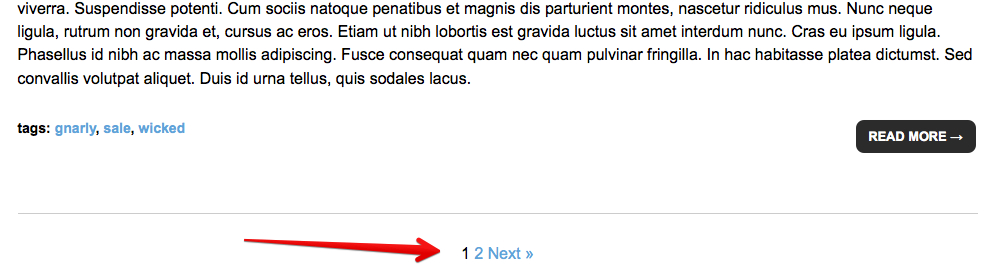 viverra. Suspendisse potenti. Cum sociis natoque penatibus et magnis dis parturient montes, nascetur ridiculus mus. Nunc neque
ligula, rutrum non gravida et, cursus ac eros. Etiam ut nibh lobortis est gravida luctus sit amet interdum nunc. Cras eu ipsum ligula.
Phasellus id nibh ac massa mollis adipiscing. Fusce consequat quam nec quam pulvinar fringilla. In hac habitasse platea dictumst. Sed
convallis volutpat aliquet. Duis id urna tellus, quis sodales lacus.
tags: gnarly, sale, wicked
READ MORE →
1 2 Next »